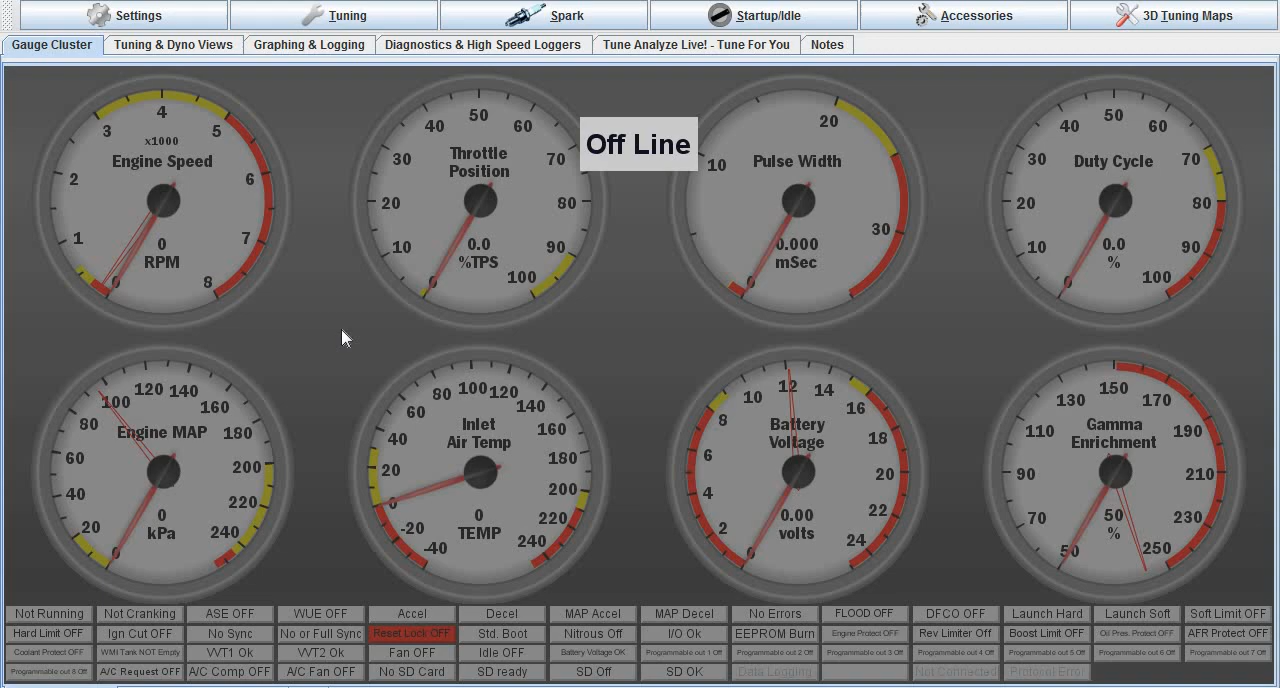 Settings Tuning Spark Startup/Idle Accessories 3D Tuning Maps
Gauge Cluster Tuning & Dyno Views Graphing & Logging Diagnostics & High Speed Loggers Tune Analyze Live! - Tune For You Notes
Off Line
0 1 2 3 4 5 6 7 8
x1000
Engine Speed
0
RPM
0 10 20 30 40 50 60 70 80 90 100
Throttle
Position
0.0
%TPS
0 10 20 30
Pulse Width
0.000
mSec
0 10 20 30 40 50 60 70 80 90 100
Duty Cycle
0.0
%
0 20 40 60 80 100 120 140 160 180 200 220 240
Engine MAP
0
kPa
-40 -20 0 20 40 60 80 100 120 140 160 180 200 220 240
Inlet
Air Temp
0
TEMP
0 2 4 6 8 10 12 14 16 18 20 22 24
Battery
Voltage
0.00
volts
50 70 90 110 130 150 170 190 210 230 250
Gamma
Enrichment
50
%
Not Running Not Cranking ASE OFF WUE OFF Accel Decel MAP Accel MAP Decel No Errors FLOOD OFF DFCO OFF Launch Hard Launch Soft Soft Limit OFF
Hard Limit OFF Ign Cut OFF No Sync No or Full Sync Reset Lock OFF Std. Boot Nitrous Off I/O Ok EEPROM Burn Engine Protect OFF Rev Limiter Off Boost Limit OFF Oil Pres. Protect OFF AFR Protect OFF
Coolant Protect OFF WMI Tank NOT Empty VVT1 Ok VVT2 Ok Fan OFF Idle OFF Battery Voltage OK Programmable out 1 Off Programmable out 2 Off Programmable out 3 Off Programmable out 4 Off Programmable out 5 Off Programmable out 6 Off Programmable out 7 Off
Programmable out 8 Off A/C Request OFF A/C Comp OFF A/C Fan OFF No SD Card SD ready SD Off SD OK Data Logging Not Connected Protocol Error